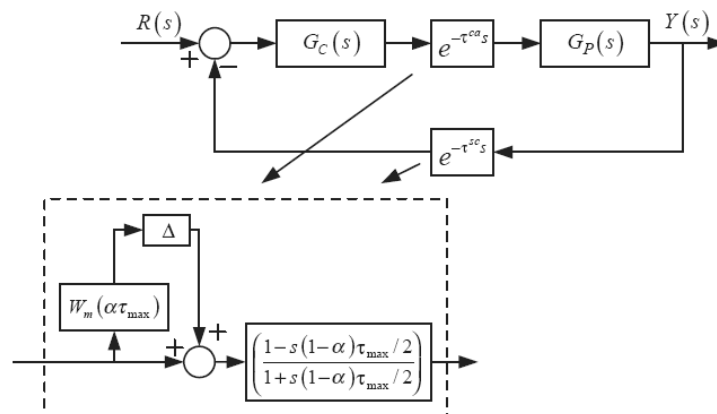 R(s)
+
−
G_C(s)
e^{-τ^{ca}s}
G_P(s)
Y(s)
e^{-τ^{sc}s}
Δ
W_m(ατ_max)
+
+
(1-s(1-α)τ_max/2
1+s(1-α)τ_max/2)